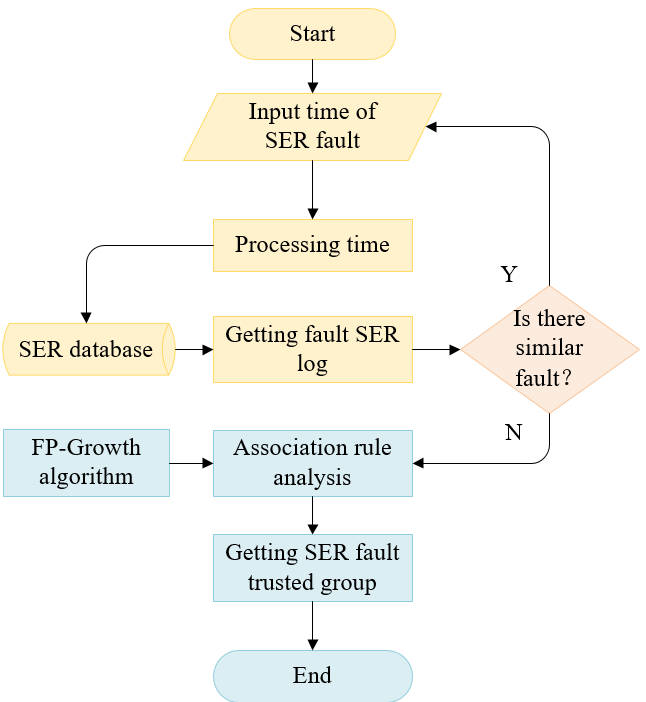 Start
Input time of
SER fault
Processing time
SER database
Getting fault SER
log
Y
Is there
similar
fault？
N
FP-Growth
algorithm
Association rule
analysis
Getting SER fault
trusted group
End